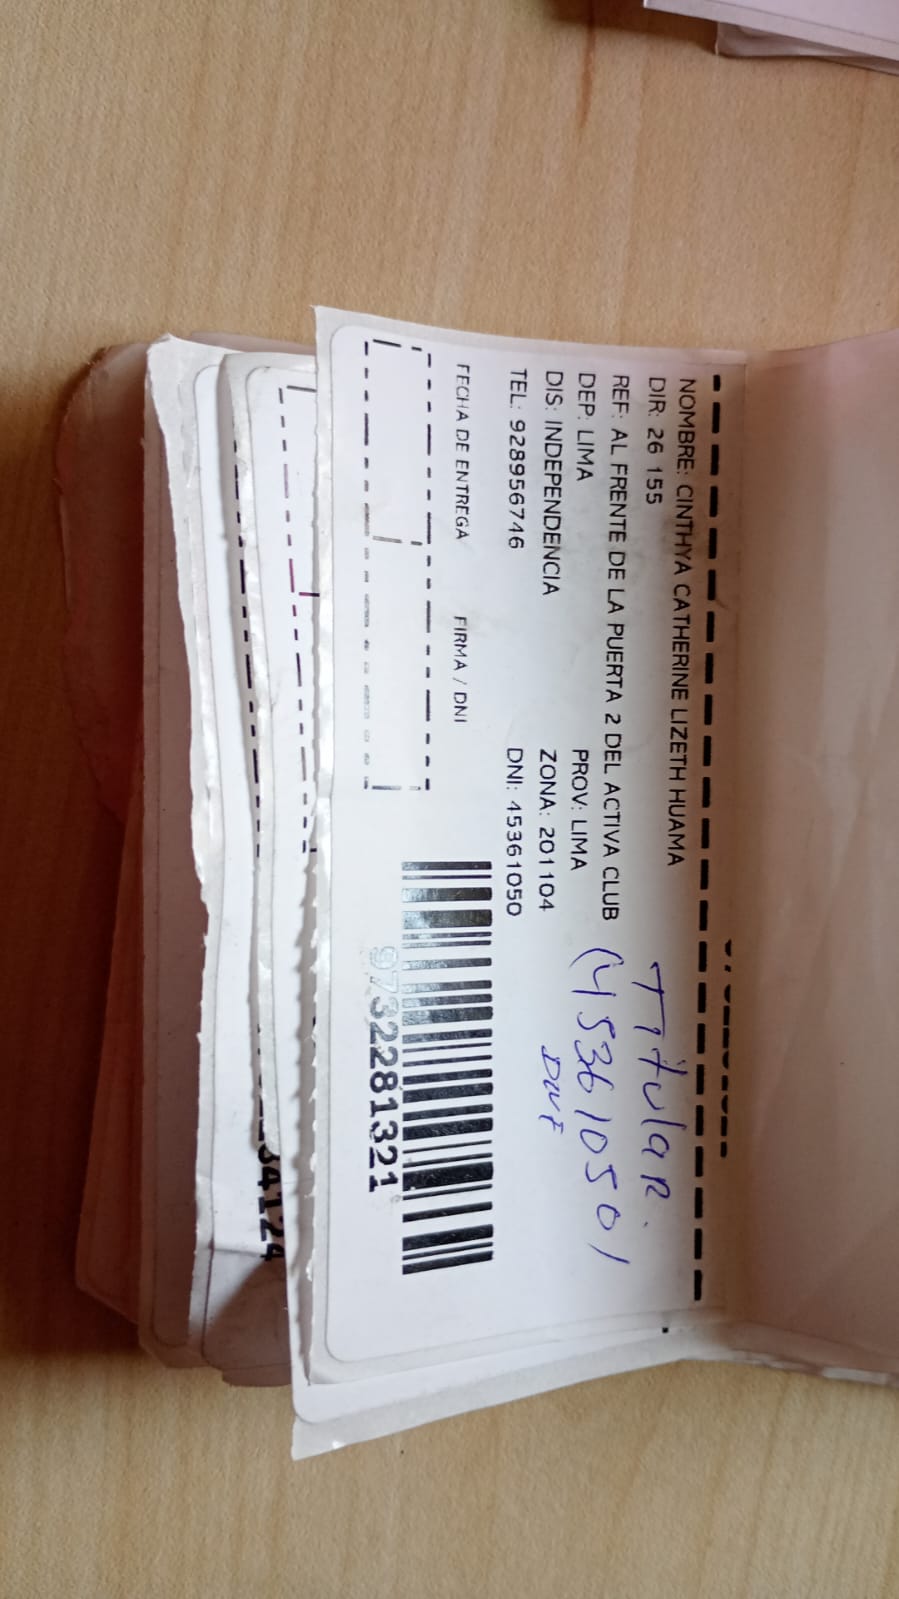 NOMBRE: CINTHYA CATHERINE LIZETH HUAMA
DIR: 26 155
REF: AL FRENTE DE LA PUERTA 2 DEL ACTIVA CLUB
DEP: LIMA PROV: LIMA
DIS: INDEPENDENCIA ZONA: 201104
TEL: 928956746 DNI: 45361050
Titular.
45361050
FECHA DE ENTREGA FIRMA / DNI
9732281321
34124